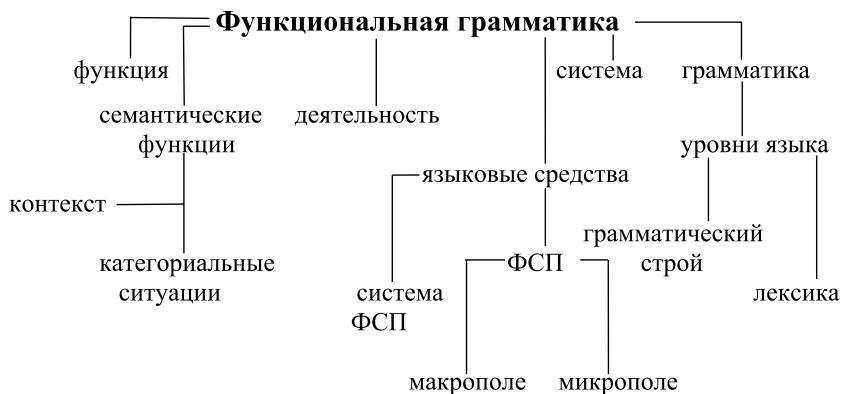 Функциональная грамматика
функция
система
грамматика
семантические
функции
деятельность
уровни языка
языковые средства
контекст
грамматический
строй
категориальные
ситуации
ФСП
система
ФСП
лексика
макрополе
микрополе